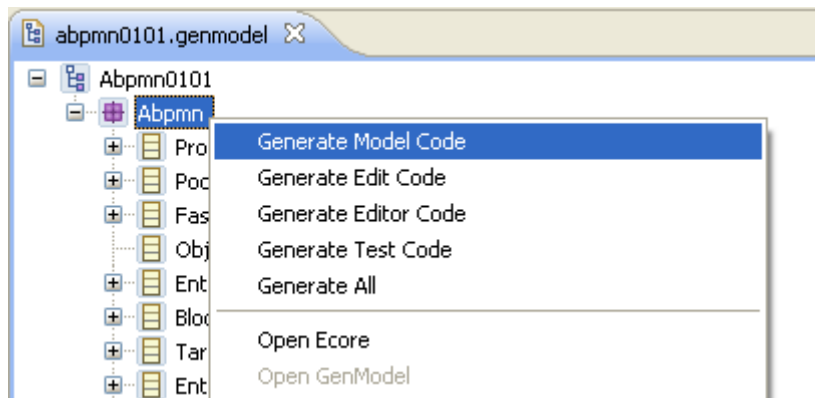 abpmn0101.genmodel
Abpmn0101
Abpmn
Pro
Generate Model Code
Poo
Generate Edit Code
Fas
Generate Editor Code
Obj
Generate Test Code
Ent
Generate All
Bloc
Tar
Open Ecore
Ent
Open GenModel